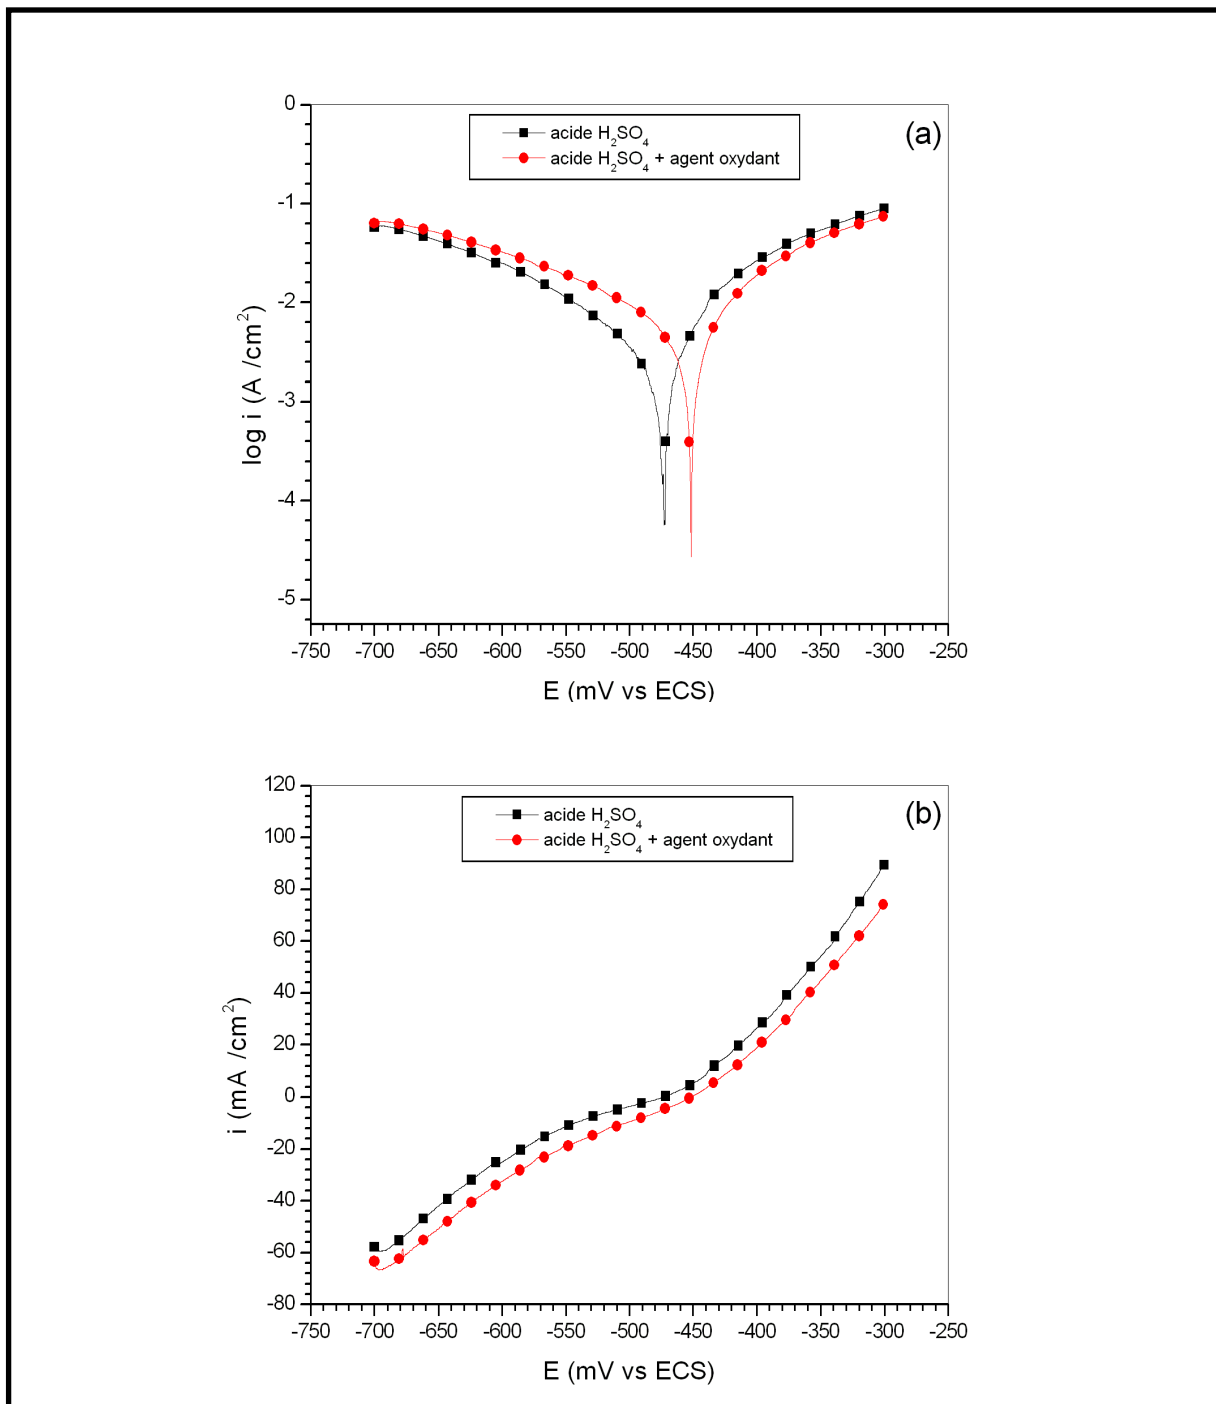 (a)
acide H₂SO₄
acide H₂SO₄ + agent oxydant
0
-1
-2
-3
-4
-5
log i (A /cm²)
-750 -700 -650 -600 -550 -500 -450 -400 -350 -300 -250
E (mV vs ECS)
(b)
acide H₂SO₄
acide H₂SO₄ + agent oxydant
120
100
80
60
40
20
0
-20
-40
-60
-80
i (mA /cm²)
-750 -700 -650 -600 -550 -500 -450 -400 -350 -300 -250
E (mV vs ECS)